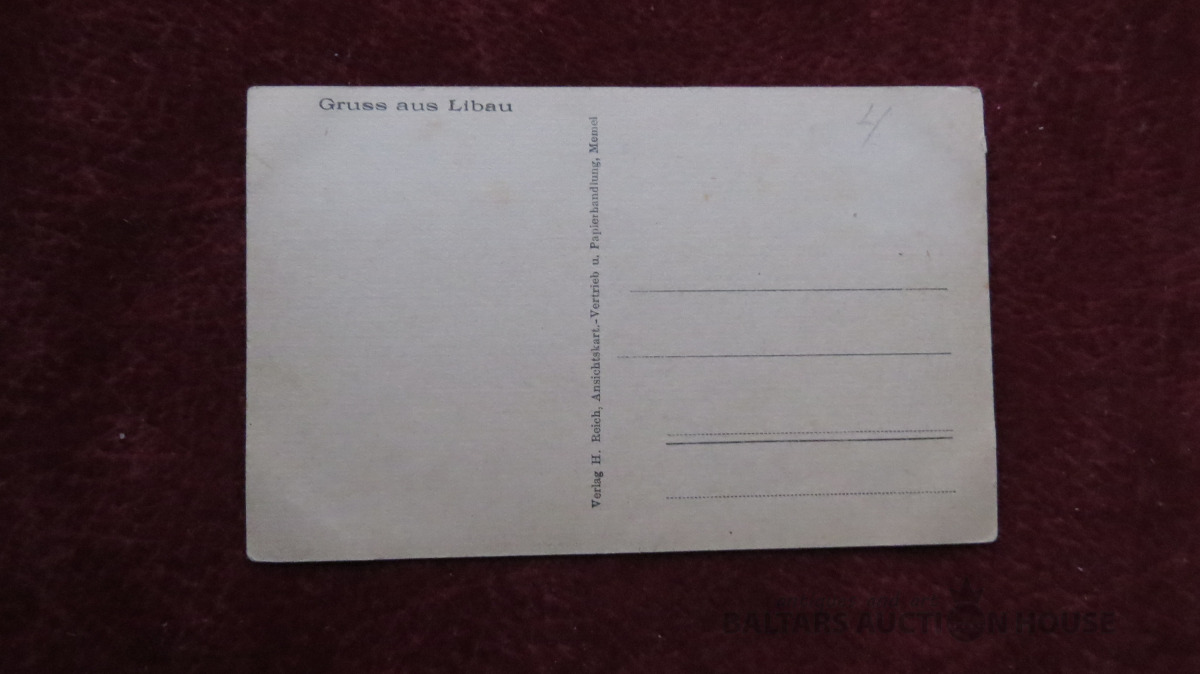 Gruss aus Libau
Verlag H. Reich, Ansichtskart.-Vertrieb u. Papierhandlung, Memel
4
BALTARS AUCTION HOUSE